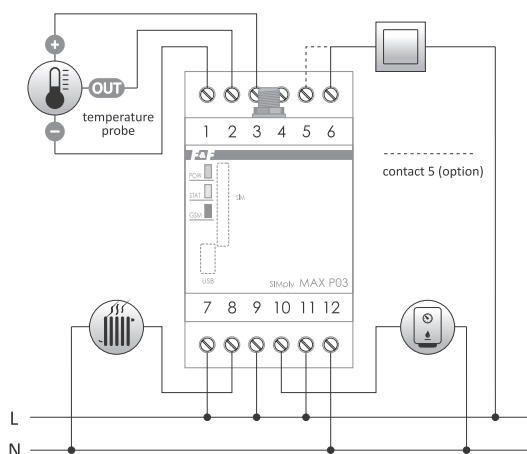 +
OUT
temperature
probe
−
1 2 3 4 5 6
F&F
POW
STAT
GSM
SIM
USB
SIMply MAX P03
7 8 9 10 11 12
contact 5 (option)
L
N